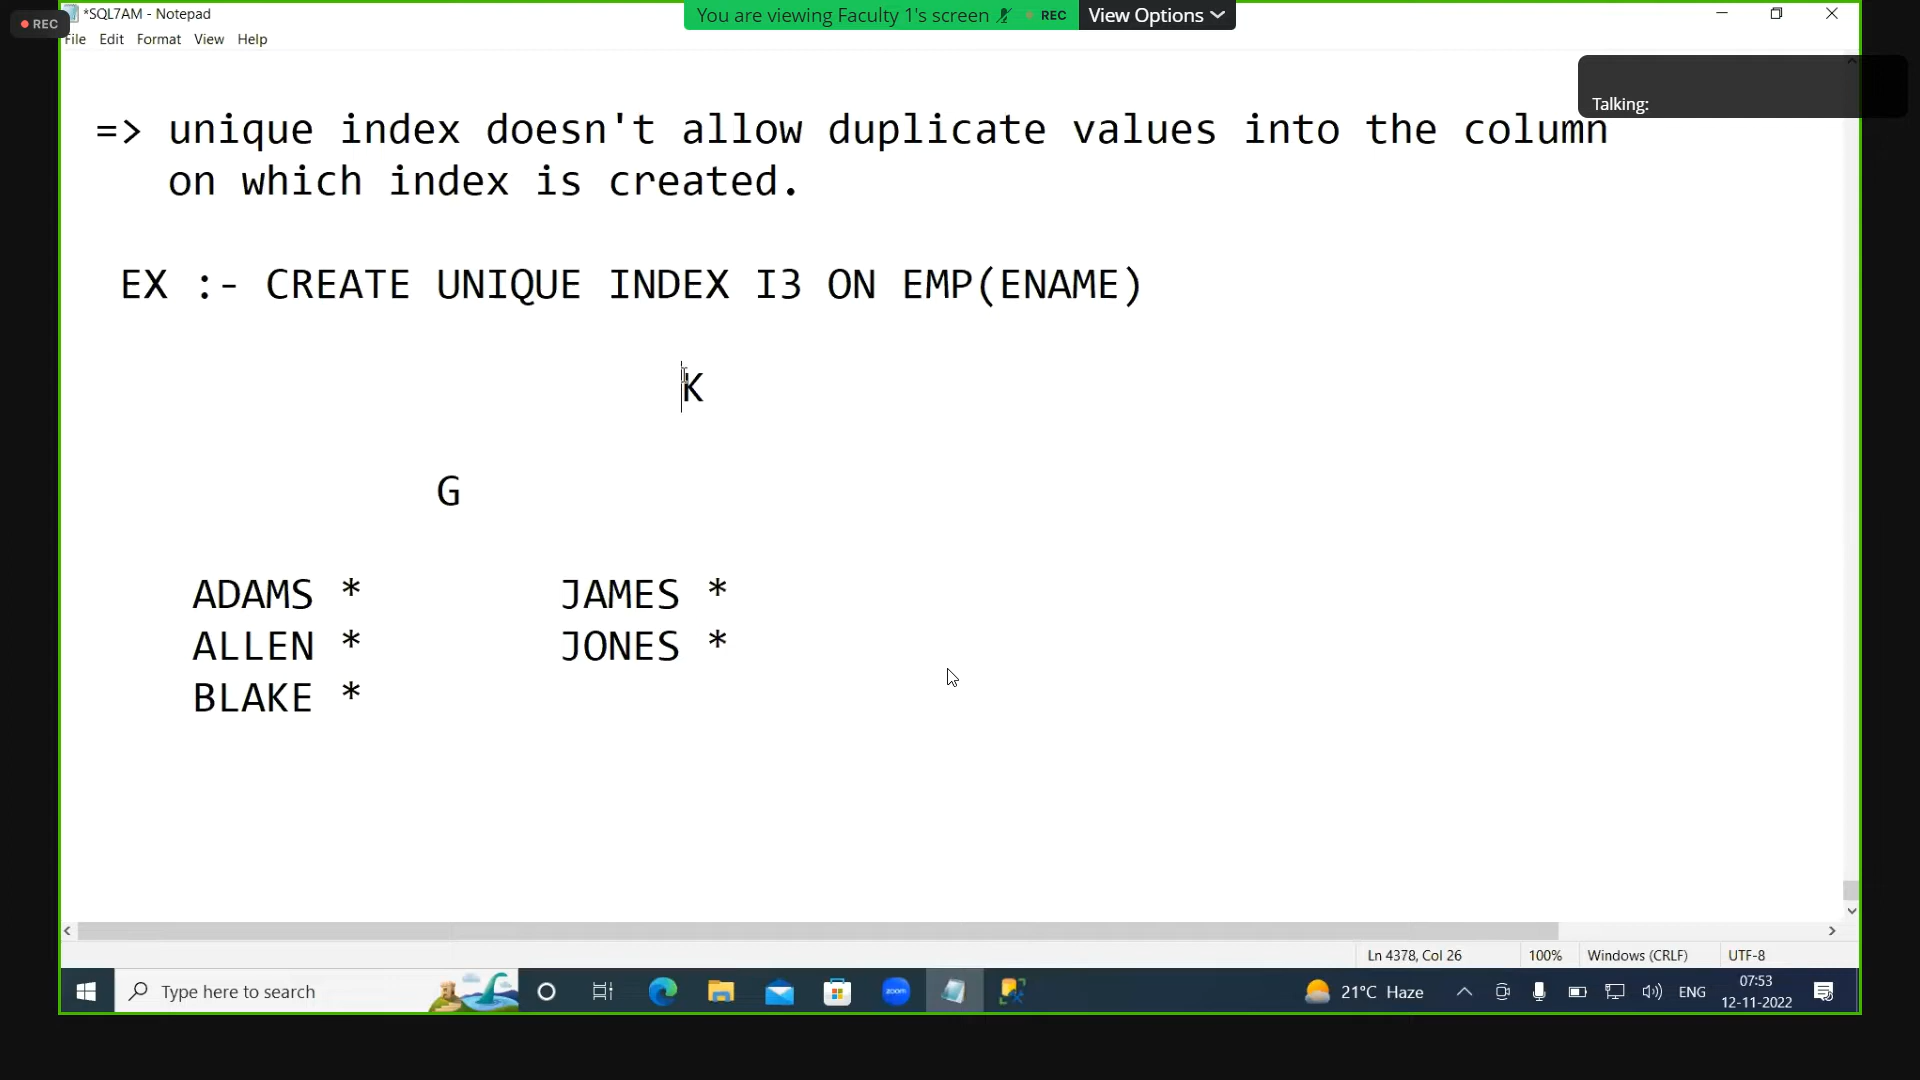 REC
*SQL7AM - Notepad
You are viewing Faculty 1's screen
REC
View Options
File Edit Format View Help
Talking:
=> unique index doesn't allow duplicate values into the column
on which index is created.
EX :- CREATE UNIQUE INDEX I3 ON EMP(ENAME)
K
G
ADAMS * JAMES *
ALLEN * JONES *
BLAKE *
Ln 4378, Col 26 100% Windows (CRLF) UTF-8
Type here to search
zoom
21°C Haze
ENG
07:53
12-11-2022